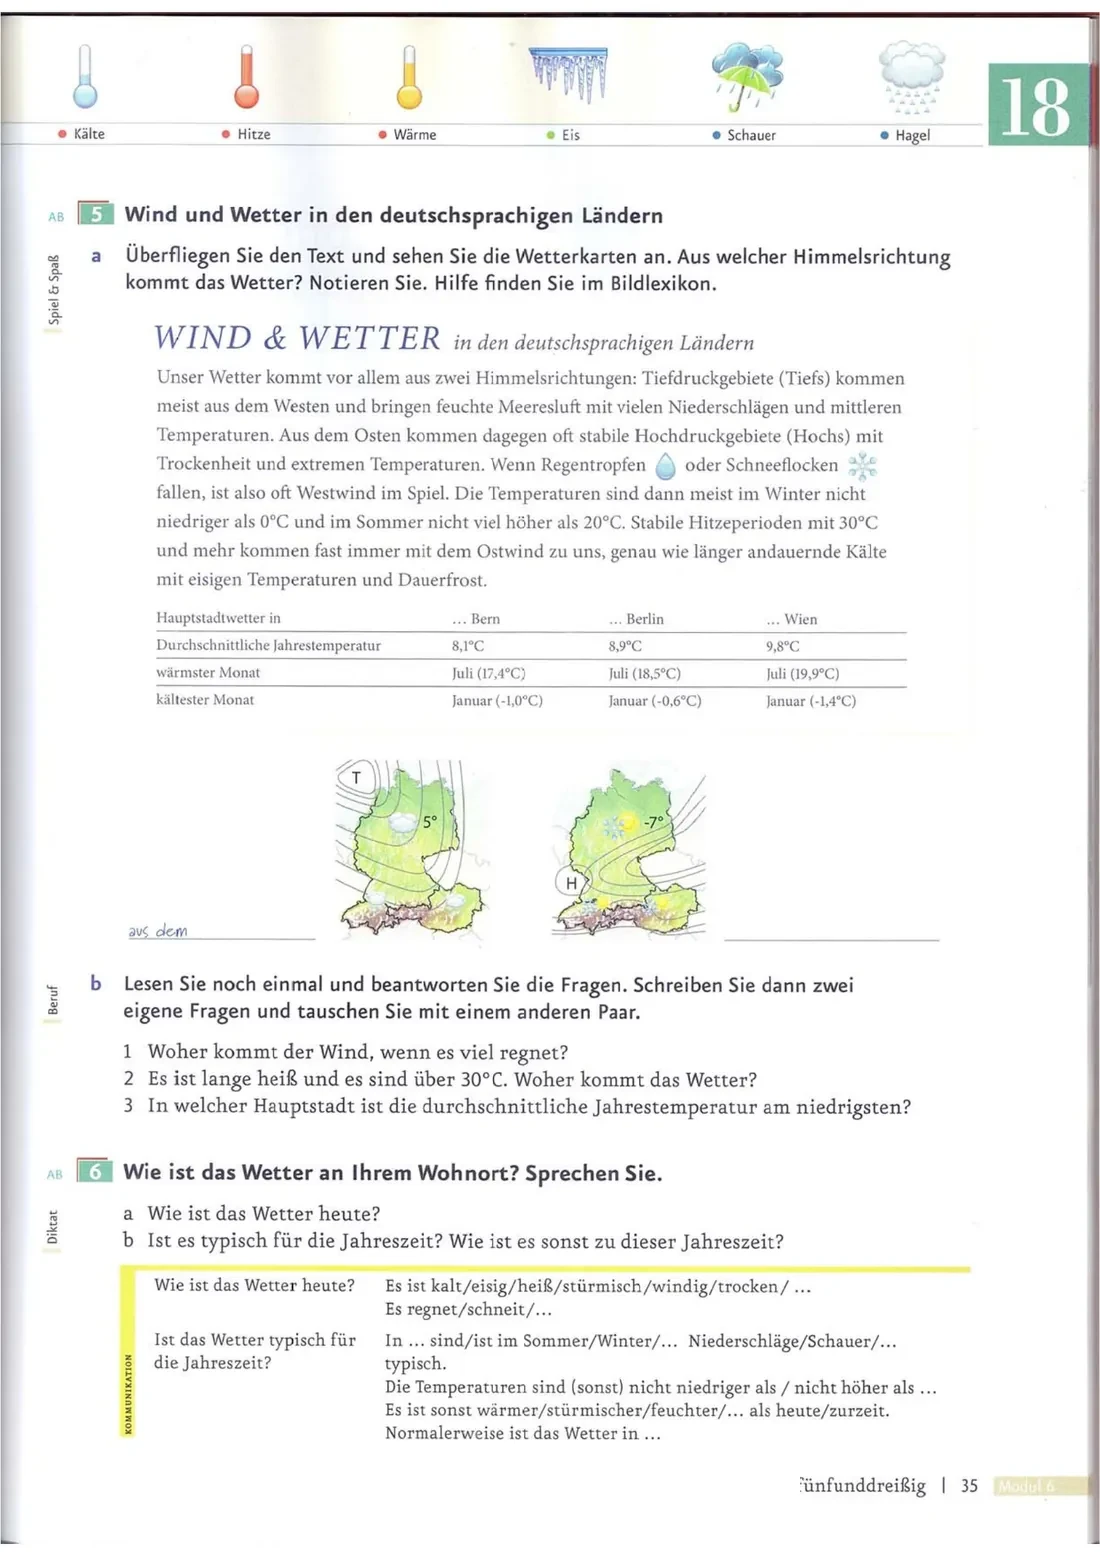 18
Kälte
Hitze
Wärme
Eis
Schauer
Hagel
AB 5 Wind und Wetter in den deutschsprachigen Ländern
Spiel & Spaß
a Überfliegen Sie den Text und sehen Sie die Wetterkarten an. Aus welcher Himmelsrichtung
kommt das Wetter? Notieren Sie. Hilfe finden Sie im Bildlexikon.
WIND & WETTER in den deutschsprachigen Ländern
Unser Wetter kommt vor allem aus zwei Himmelsrichtungen: Tiefdruckgebiete (Tiefs) kommen
meist aus dem Westen und bringen feuchte Meeresluft mit vielen Niederschlägen und mittleren
Temperaturen. Aus dem Osten kommen dagegen oft stabile Hochdruckgebiete (Hochs) mit
Trockenheit und extremen Temperaturen. Wenn Regentropfen oder Schneeflocken
fallen, ist also oft Westwind im Spiel. Die Temperaturen sind dann meist im Winter nicht
niedriger als 0°C und im Sommer nicht viel höher als 20°C. Stabile Hitzeperioden mit 30°C
und mehr kommen fast immer mit dem Ostwind zu uns, genau wie länger andauernde Kälte
mit eisigen Temperaturen und Dauerfrost.
Hauptstadtwetter in ... Bern ... Berlin ... Wien
Durchschnittliche Jahrestemperatur 8,1°C 8,9°C 9,8°C
wärmster Monat Juli (17,4°C) Juli (18,5°C) Juli (19,9°C)
kältester Monat Januar (-1,0°C) Januar (-0,6°C) Januar (-1,4°C)
T
5°
-7°
H
aus dem
Beruf
b Lesen Sie noch einmal und beantworten Sie die Fragen. Schreiben Sie dann zwei
eigene Fragen und tauschen Sie mit einem anderen Paar.
1 Woher kommt der Wind, wenn es viel regnet?
2 Es ist lange heiß und es sind über 30°C. Woher kommt das Wetter?
3 In welcher Hauptstadt ist die durchschnittliche Jahrestemperatur am niedrigsten?
AB 6 Wie ist das Wetter an Ihrem Wohnort? Sprechen Sie.
Diktat
a Wie ist das Wetter heute?
b Ist es typisch für die Jahreszeit? Wie ist es sonst zu dieser Jahreszeit?
KOMMUNIKATION
Wie ist das Wetter heute? Es ist kalt/eisig/heiß/stürmisch/windig/trocken/ ...
Es regnet/schneit/...
Ist das Wetter typisch für In ... sind/ist im Sommer/Winter/... Niederschläge/Schauer/...
die Jahreszeit? typisch.
Die Temperaturen sind (sonst) nicht niedriger als / nicht höher als ...
Es ist sonst wärmer/stürmischer/feuchter/... als heute/zurzeit.
Normalerweise ist das Wetter in ...
fünfunddreißig | 35 Modul 6